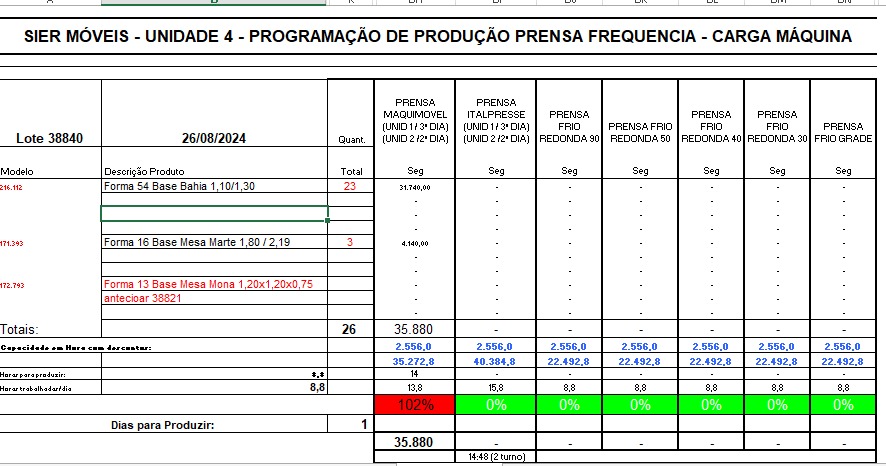 SIER MÓVEIS - UNIDADE 4 - PROGRAMAÇÃO DE PRODUÇÃO PRENSA FREQUENCIA - CARGA MÁQUINA
Lote 38840 26/08/2024 Quant. PRENSA MAQUIMOVEL (UNID 1 / 3ª DIA) (UNID 2 /2ª DIA) PRENSA ITALPRESSE (UNID 1 / 3ª DIA) (UNID 2 /2ª DIA) PRENSA FRIO REDONDA 90 PRENSA FRIO REDONDA 50 PRENSA FRIO REDONDA 40 PRENSA FRIO REDONDA 30 PRENSA FRIO GRADE
Modelo Descrição Produto Total Seg Seg Seg Seg Seg Seg Seg
216.112 Forma 54 Base Bahia 1,10/1,30 23 31.740,00 - - - - - -
- - - - - - -
- - - - - - -
- - - - - - -
171.393 Forma 16 Base Mesa Marte 1,80 / 2,19 3 4.140,00 - - - - - -
- - - - - - -
- - - - - - -
172.793 Forma 13 Base Mesa Mona 1,20x1,20x0,75 - - - - - - -
antecioar 38821 - - - - - - -
- - - - - - -
Totais: 26 35.880 - - - - - -
Capacidade em Hora com descontos: 2.556,0 2.556,0 2.556,0 2.556,0 2.556,0 2.556,0 2.556,0
35.272,8 40.384,8 22.492,8 22.492,8 22.492,8 22.492,8 22.492,8
Horas para produzir: 8,8 14 - - - - - -
Horas trabalhadas/dia 8,8 13,8 15,8 8,8 8,8 8,8 8,8 8,8
102% 0% 0% 0% 0% 0% 0%
Dias para Produzir: 1
35.880 - - - - - -
14:48 (2 turno)